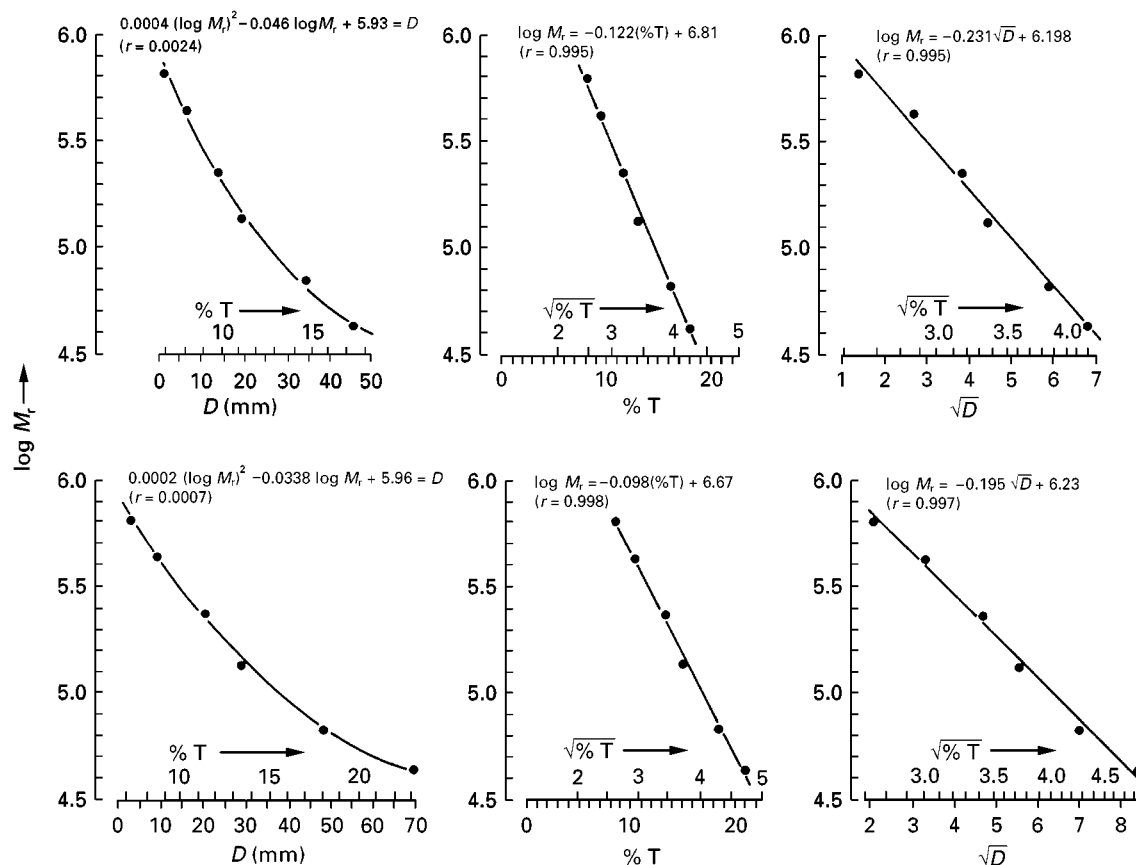 0.0004 (log Mr)² −0.046 logMr + 5.93 = D
(r = 0.0024)
6.0
5.5
5.0
4.5
% T
10 15
0 10 20 30 40 50
D (mm)
log Mr = −0.122(%T) + 6.81
(r = 0.995)
6.0
5.5
5.0
4.5
√% T
2 3 4 5
0 10 20
% T
log Mr = −0.231√D + 6.198
(r = 0.995)
6.0
5.5
5.0
4.5
√% T
3.0 3.5 4.0
1 2 3 4 5 6 7
√D
log Mr
0.0002 (log Mr)² −0.0338 log Mr + 5.96 = D
(r = 0.0007)
6.0
5.5
5.0
4.5
% T
10 15 20
0 10 20 30 40 50 60 70
D (mm)
log Mr = −0.098(%T) + 6.67
(r = 0.998)
6.0
5.5
5.0
4.5
√% T
2 3 4 5
0 10 20
% T
log Mr = −0.195 √D + 6.23
(r = 0.997)
6.0
5.5
5.0
4.5
√% T
3.0 3.5 4.0 4.5
2 3 4 5 6 7 8
√D